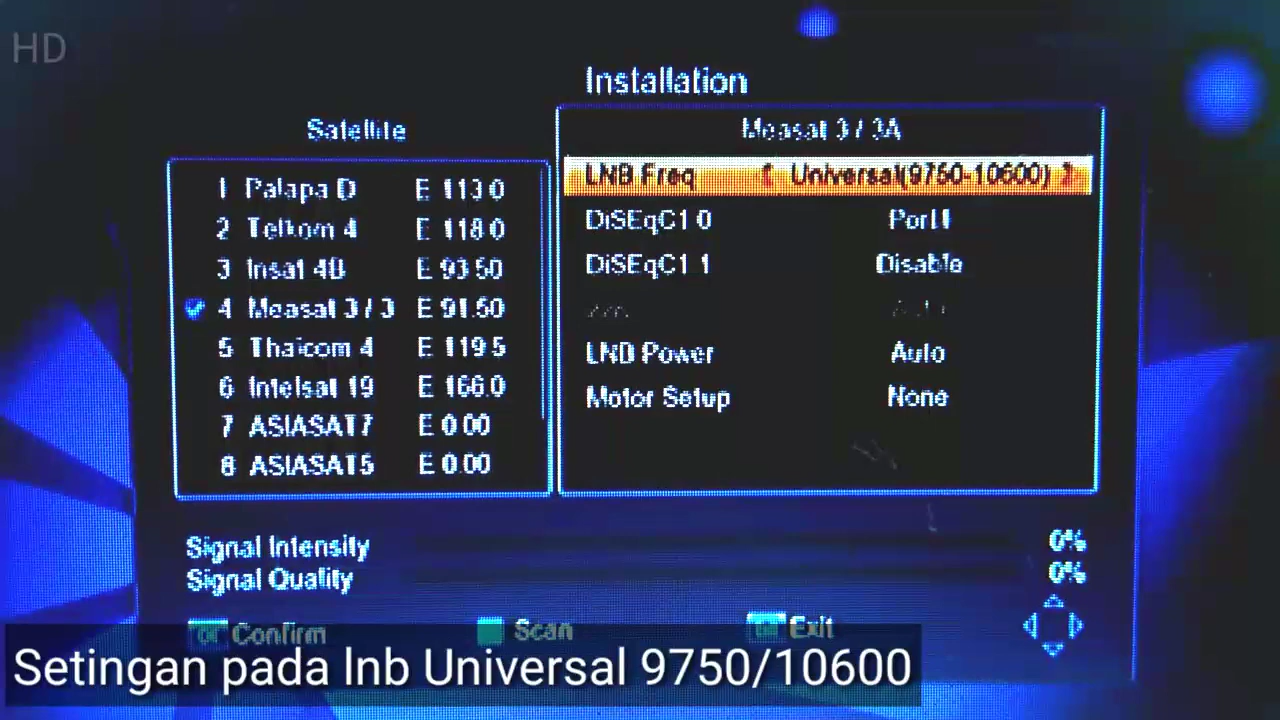 HD
Installation
Satellite
Measat 3 / 3A
1 Palapa D E 113.0
2 Telkom 4 E 118.0
3 Insat 4B E 93.50
4 Measat 3 / 3 E 91.50
5 Thaicom 4 E 119.5
6 Intelsat 19 E 166.0
7 ASIASAT7 E 0.00
8 ASIASAT5 E 0.00
LNB Freq Universal(9750-10600)
DiSEqC1.0 Port1
DiSEqC1.1 Disable
LNB Power Auto
Motor Setup None
Signal Intensity 0%
Signal Quality 0%
OK Confirm Scan Exit
Setingan pada lnb Universal 9750/10600